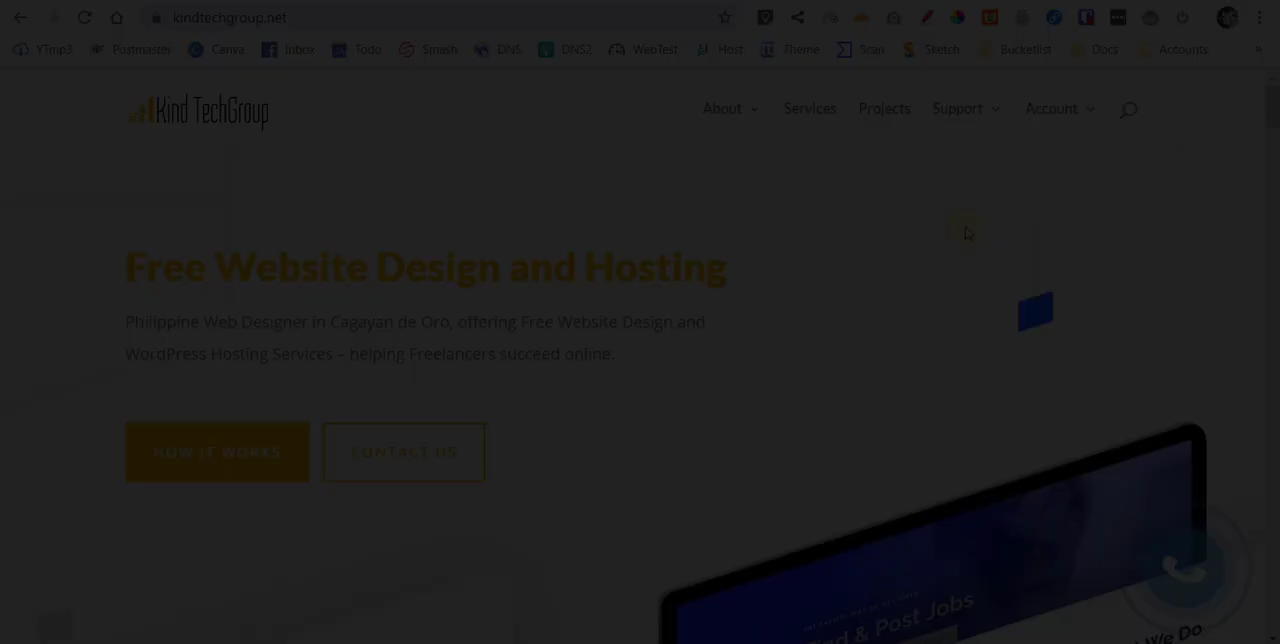 kindtechgroup.net
YTmp3 Postmaster Canva Inbox Todo Smash DNS DNS2 WebTest Host Theme Scan Sketch Bucketlist Docs Accounts »
Kind TechGroup
About Services Projects Support Account
Free Website Design and Hosting
Philippine Web Designer in Cagayan de Oro, offering Free Website Design and
WordPress Hosting Services – helping Freelancers succeed online.
HOW IT WORKS CONTACT US
Find & Post Jobs
We Do